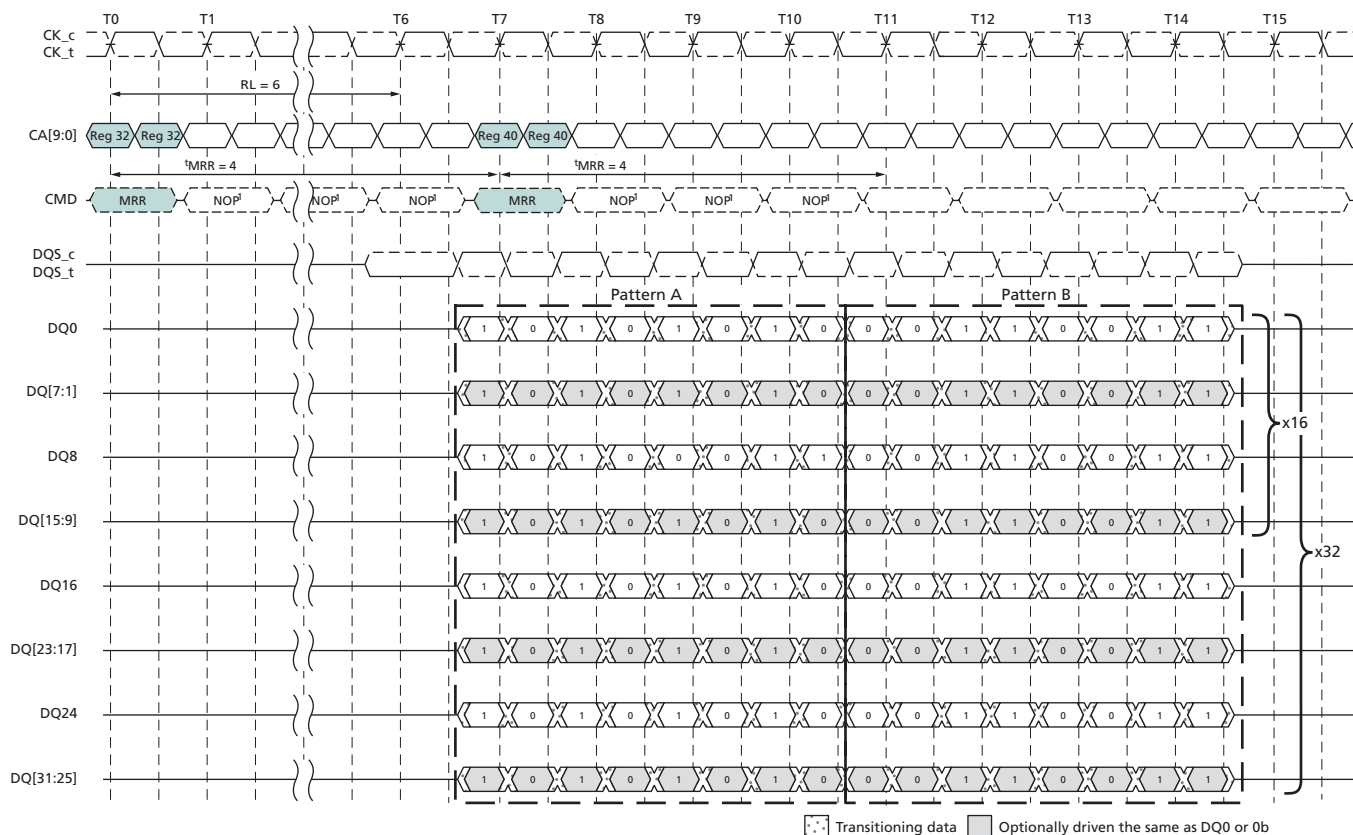 T0 T1 T6 T7 T8 T9 T10 T11 T12 T13 T14 T15
CK_c
CK_t
RL = 6
CA[9:0] Reg 32 Reg 32 Reg 40 Reg 40
tMRR = 4 tMRR = 4
CMD MRR NOP1 NOP1 NOP1 MRR NOP1 NOP1 NOP1
DQS_c
DQS_t
Pattern A Pattern B
DQ0 1 0 1 0 1 0 1 0 0 0 1 1 0 0 1 1
DQ[7:1] 1 0 1 0 1 0 1 0 0 0 1 1 0 0 1 1
x16
DQ8 1 0 1 0 0 0 1 1 0 0 1 1 0 0 1 1
DQ[15:9] 1 0 1 0 1 0 1 0 0 0 1 1 0 0 1 1
x32
DQ16 1 0 1 0 1 0 1 0 0 0 1 1 0 0 1 1
DQ[23:17] 1 0 1 0 1 0 1 0 0 0 1 1 0 0 1 1
DQ24 1 0 1 0 1 0 1 0 0 0 1 1 0 0 1 1
DQ[31:25] 1 0 1 0 1 0 1 0 0 0 1 1 0 0 1 1
Transitioning data Optionally driven the same as DQ0 or 0b